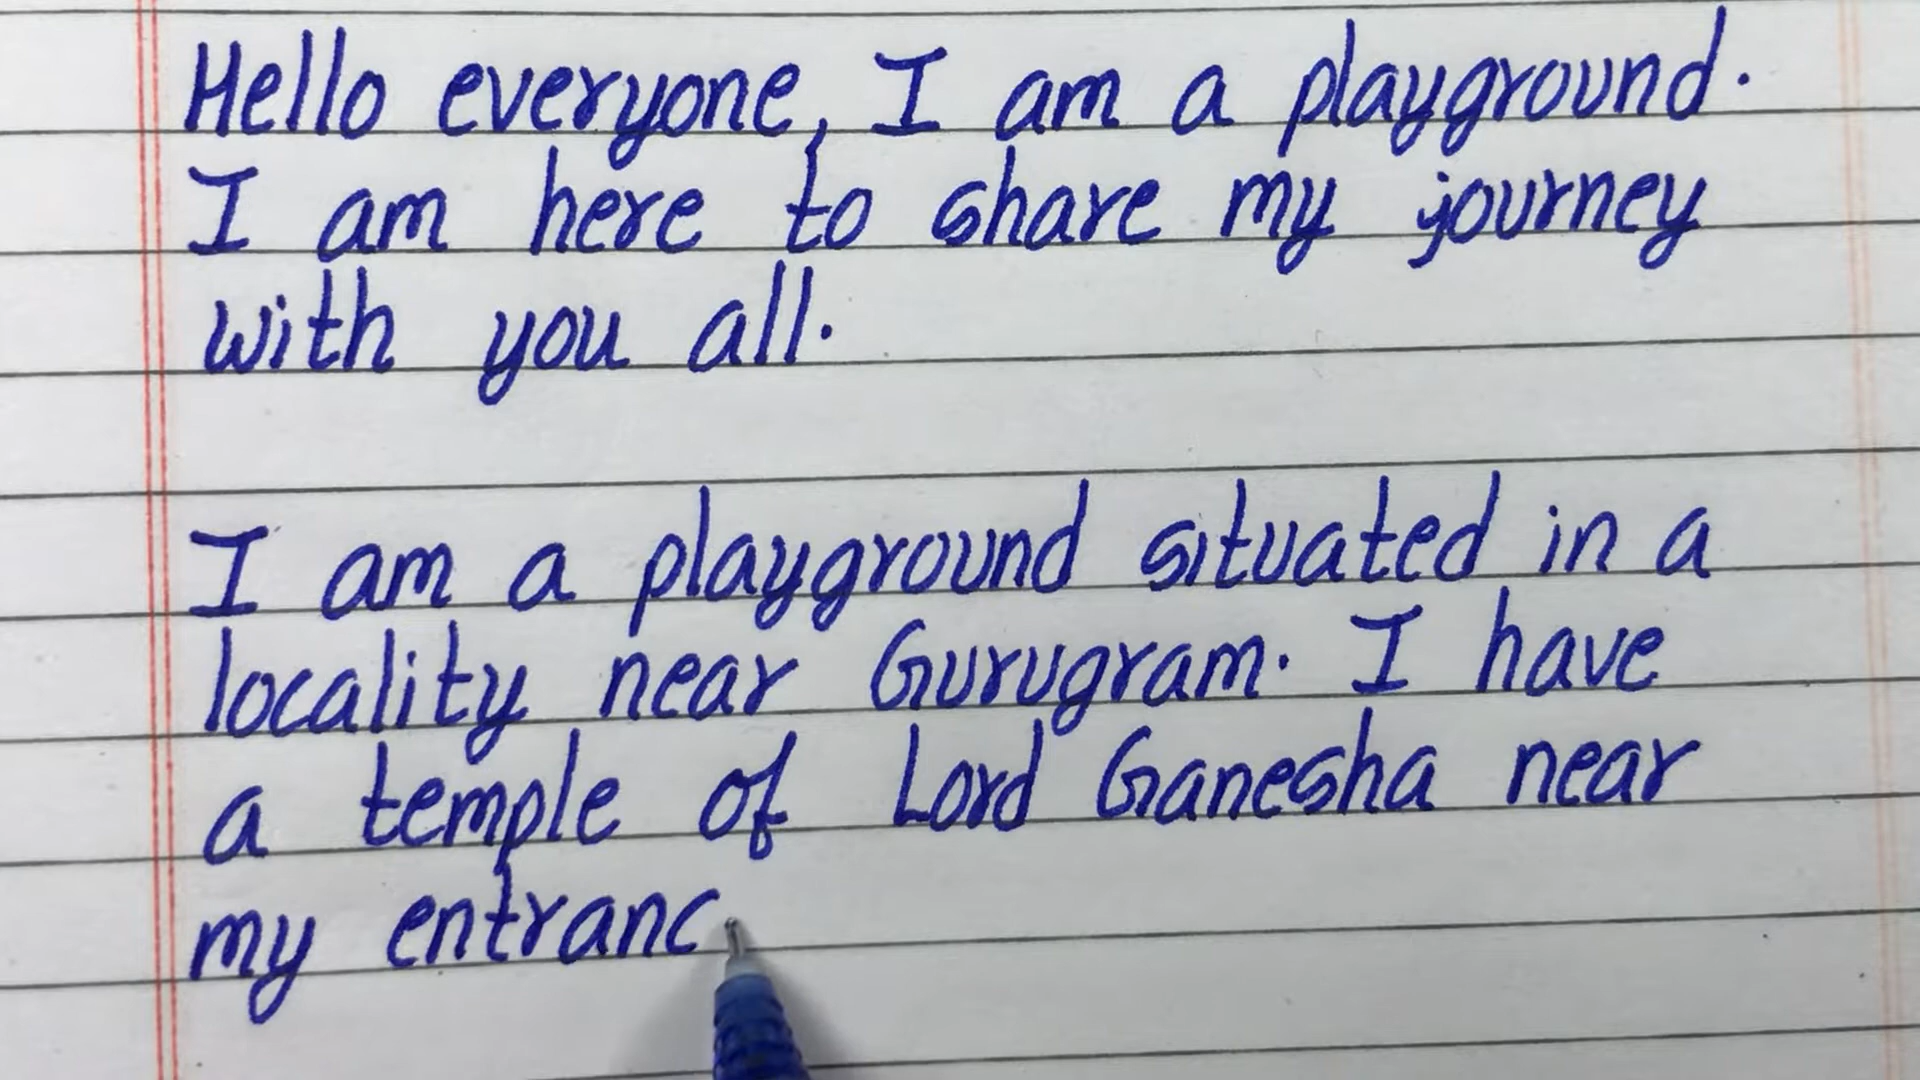 Hello everyone, I am a playground.
I am here to share my journey
with you all.
I am a playground situated in a
locality near Gurugram. I have
a temple of Lord Ganesha near
my entranc